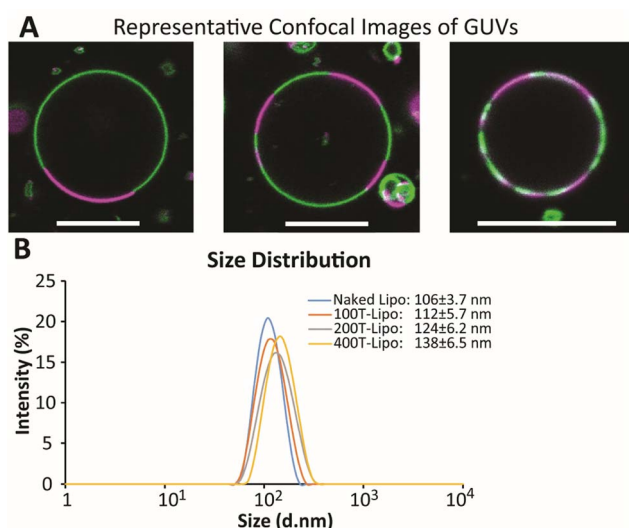 A Representative Confocal Images of GUVs
B
Size Distribution
25
20
15
10
5
0
Intensity (%)
Naked Lipo: 106±3.7 nm
100T-Lipo: 112±5.7 nm
200T-Lipo: 124±6.2 nm
400T-Lipo: 138±6.5 nm
1 10¹ 10² 10³ 10⁴
Size (d.nm)